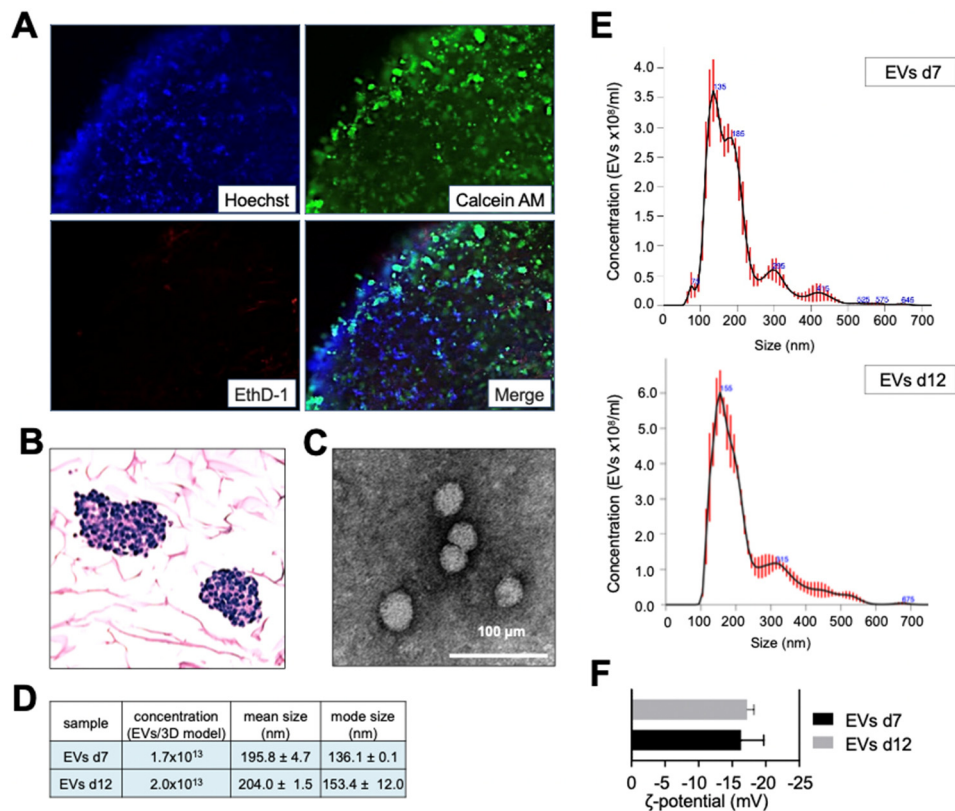 A
Hoechst
Calcein AM
EthD-1
Merge
B
C
100 µm
D
sample
concentration
(EVs/3D model)
mean size
(nm)
mode size
(nm)
EVs d7
1.7x10¹³
195.8 ± 4.7
136.1 ± 0.1
EVs d12
2.0x10¹³
204.0 ± 1.5
153.4 ± 12.0
E
EVs d7
Concentration (EVs x10⁸/ml)
4.0
3.5
3.0
2.5
2.0
1.5
1.0
0.5
0.0
135
185
295
415
525
575
645
0
100
200
300
400
500
600
700
Size (nm)
EVs d12
Concentration (EVs x10⁸/ml)
6.0
5.0
4.0
3.0
2.0
1.0
0.0
155
315
675
0
100
200
300
400
500
600
700
Size (nm)
F
EVs d7
EVs d12
0
-5
-10
-15
-20
-25
ζ-potential (mV)